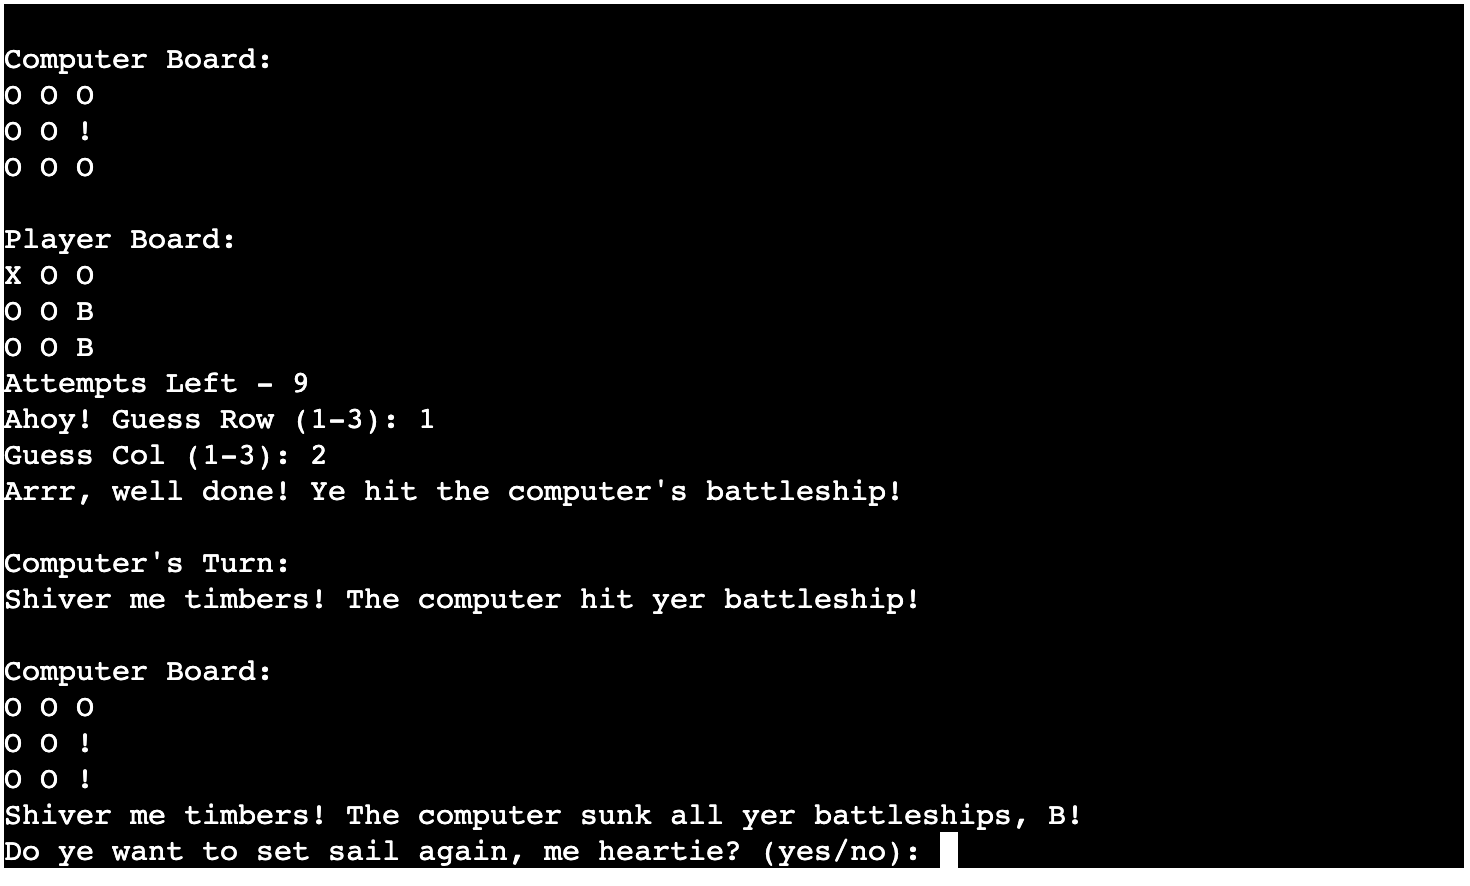 Computer Board:
O O O
O O !
O O O
Player Board:
X O O
O O B
O O B
Attempts Left - 9
Ahoy! Guess Row (1-3): 1
Guess Col (1-3): 2
Arrr, well done! Ye hit the computer's battleship!
Computer's Turn:
Shiver me timbers! The computer hit yer battleship!
Computer Board:
O O O
O O !
O O !
Shiver me timbers! The computer sunk all yer battleships, B!
Do ye want to set sail again, me heartie? (yes/no):